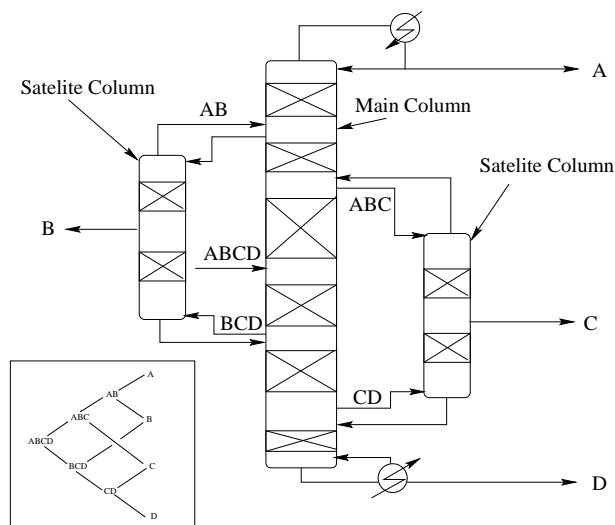 A
Satelite Column
AB
Main Column
Satelite Column
ABC
B
ABCD
BCD
C
CD
D
A
AB
ABC
B
ABCD
BCD
C
CD
D